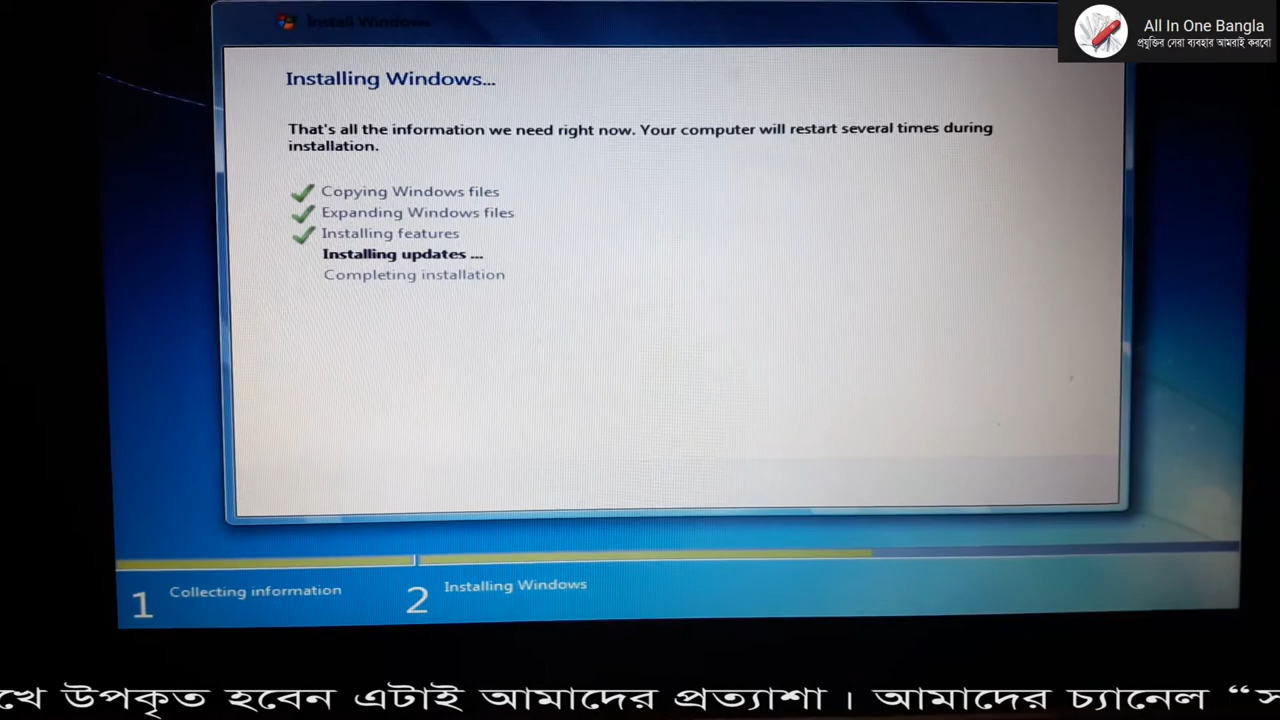 Install Windows
All In One Bangla
প্রযুক্তির সেরা ব্যবহার আমরাই করবো
Installing Windows...
That's all the information we need right now. Your computer will restart several times during
installation.
Copying Windows files
Expanding Windows files
Installing features
Installing updates ...
Completing installation
1 Collecting information 2 Installing Windows
উপকৃত হবেন এটাই আমাদের প্রত্যাশা । আমাদের চ্যানেল “